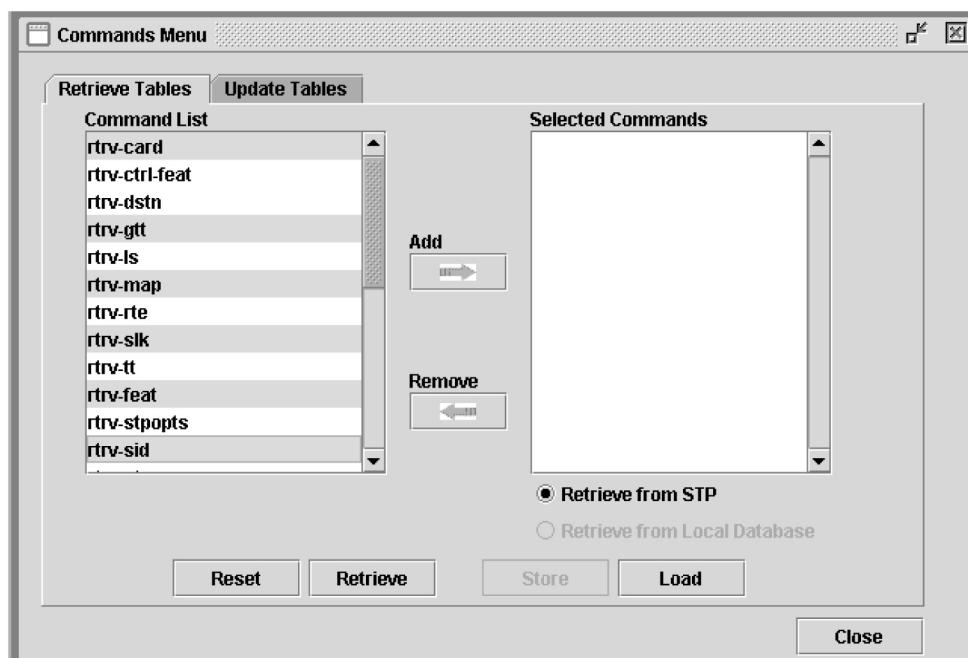 Commands Menu
Retrieve Tables
Update Tables
Command List
Selected Commands
rtrv-card
rtrv-ctrl-feat
rtrv-dstn
rtrv-gtt
rtrv-ls
rtrv-map
rtrv-rte
rtrv-slk
rtrv-tt
rtrv-feat
rtrv-stpopts
rtrv-sid
Add
Remove
Retrieve from STP
Retrieve from Local Database
Reset
Retrieve
Store
Load
Close